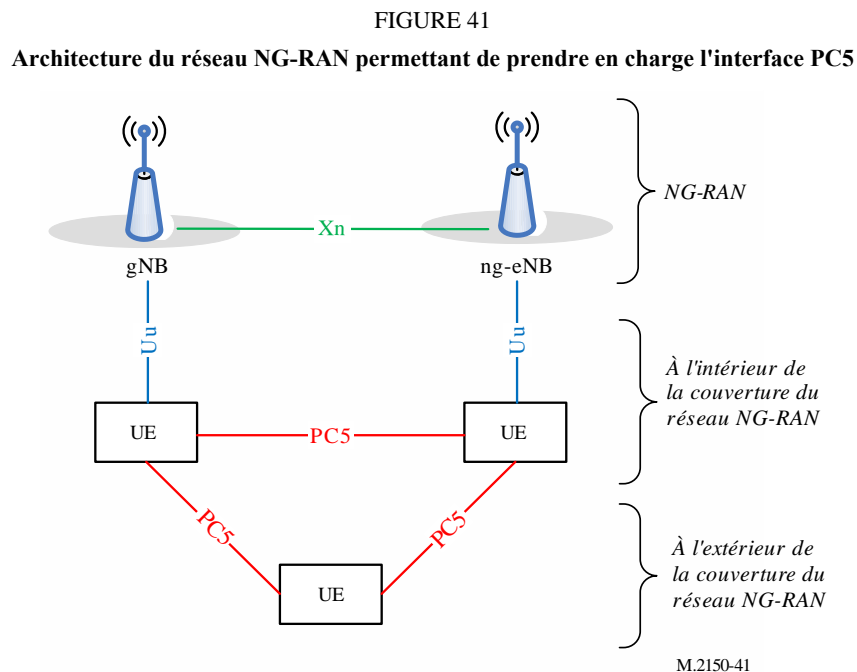 FIGURE 41
Architecture du réseau NG-RAN permettant de prendre en charge l'interface PC5
NG-RAN
Xn
gNB
ng-eNB
Uu
Uu
À l'intérieur de
la couverture du
réseau NG-RAN
UE
PC5
UE
PC5
PC5
À l'extérieur de
la couverture du
réseau NG-RAN
UE
M.2150-41